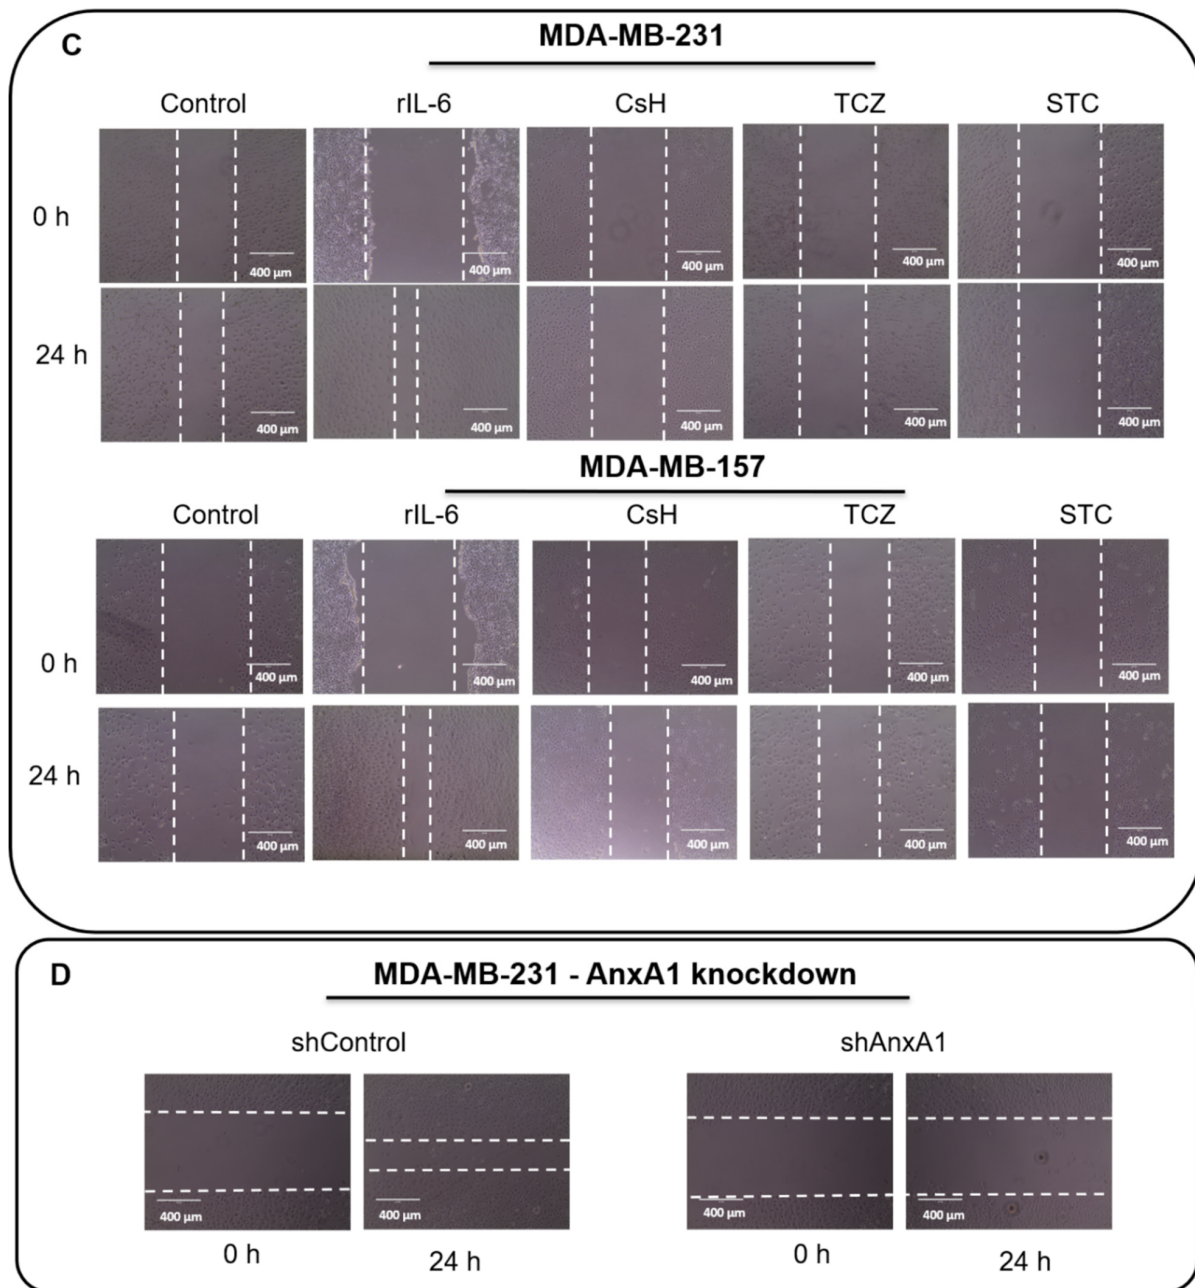 C
MDA-MB-231
Control rIL-6 CsH TCZ STC
0 h
400 µm 400 µm 400 µm 400 µm 400 µm
24 h
400 µm 400 µm 400 µm 400 µm 400 µm
MDA-MB-157
Control rIL-6 CsH TCZ STC
0 h
400 µm 400 µm 400 µm 400 µm 400 µm
24 h
400 µm 400 µm 400 µm 400 µm 400 µm
D
MDA-MB-231 - AnxA1 knockdown
shControl shAnxA1
400 µm 400 µm 400 µm 400 µm
0 h 24 h 0 h 24 h